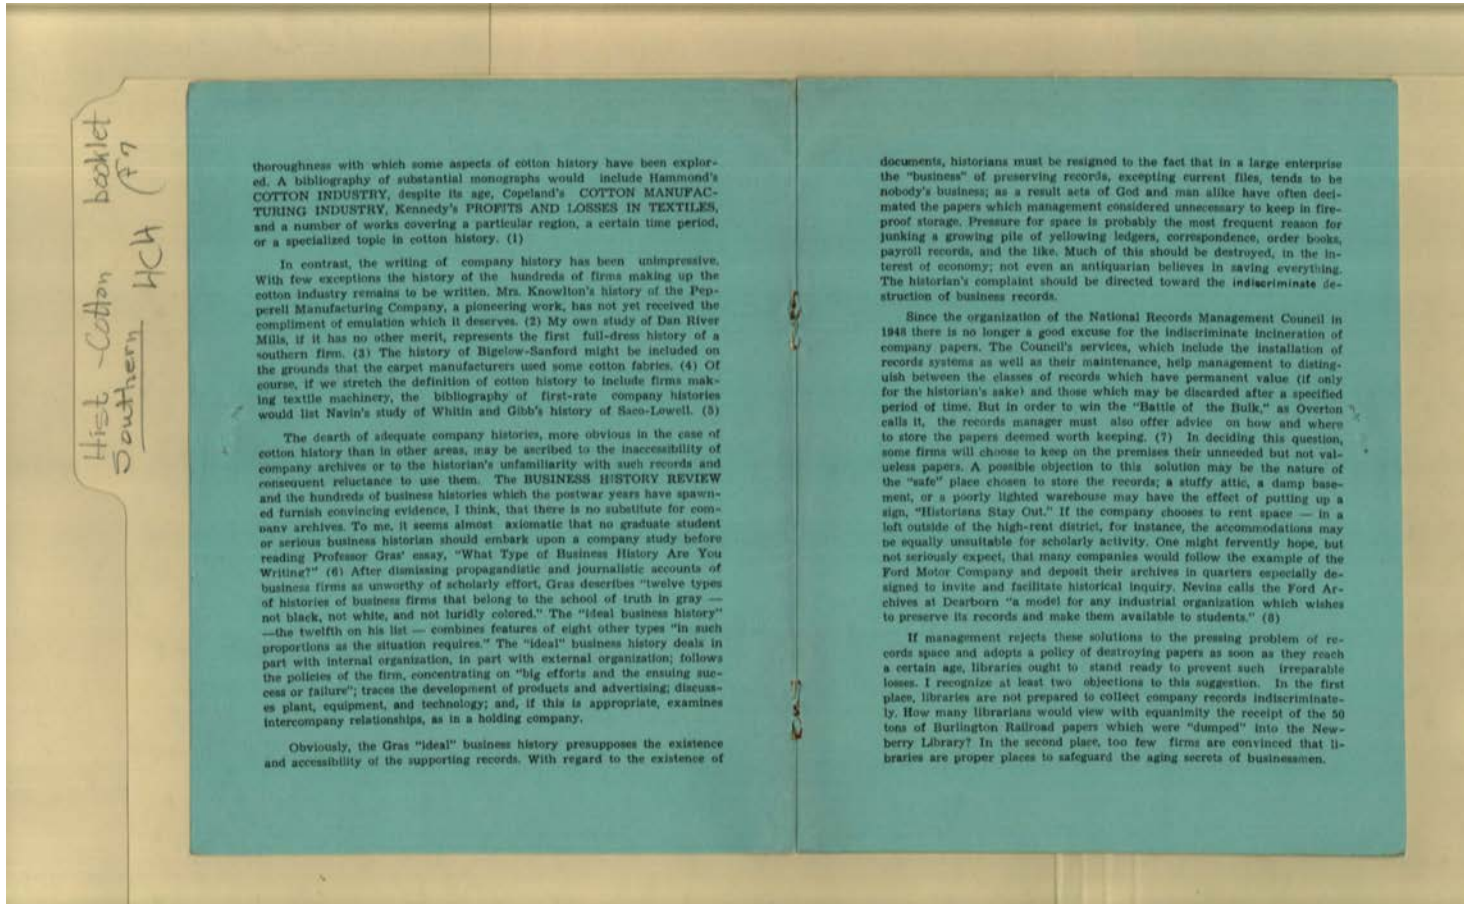 Hist - Cotton booklet
Southern HCH (F7
thoroughness with which some aspects of cotton history have been explor-
ed. A bibliography of substantial monographs would include Hammond's
COTTON INDUSTRY, despite its age, Copeland's COTTON MANUFAC-
TURING INDUSTRY, Kennedy's PROFITS AND LOSSES IN TEXTILES,
and a number of works covering a particular region, a certain time period,
or a specialized topic in cotton history. (1)
In contrast, the writing of company history has been unimpressive.
With few exceptions the history of the hundreds of firms making up the
cotton industry remains to be written. Mrs. Knowlton's history of the Pep-
perell Manufacturing Company, a pioneering work, has not yet received the
compliment of emulation which it deserves. (2) My own study of Dan River
Mills, if it has no other merit, represents the first full-dress history of a
southern firm. (3) The history of Bigelow-Sanford might be included on
the grounds that the carpet manufacturers used some cotton fabrics. (4) Of
course, if we stretch the definition of cotton history to include firms mak-
ing textile machinery, the bibliography of first-rate company histories
would list Navin's study of Whitin and Gibb's history of Saco-Lowell. (5)
The dearth of adequate company histories, more obvious in the case of
cotton history than in other areas, may be ascribed to the inaccessibility of
company archives or to the historian's unfamiliarity with such records and
consequent reluctance to use them. The BUSINESS HISTORY REVIEW
and the hundreds of business histories which the postwar years have spawn-
ed furnish convincing evidence, I think, that there is no substitute for com-
pany archives. To me, it seems almost axiomatic that no graduate student
or serious business historian should embark upon a company study before
reading Professor Gras' essay, "What Type of Business History Are You
Writing?" (6) After dismissing propagandistic and journalistic accounts of
business firms as unworthy of scholarly effort, Gras describes "twelve types
of histories of business firms that belong to the school of truth in gray —
not black, not white, and not luridly colored." The "ideal business history"
—the twelfth on his list — combines features of eight other types "in such
proportions as the situation requires." The "ideal" business history deals in
part with internal organization, in part with external organization; follows
the policies of the firm, concentrating on "big efforts and the ensuing suc-
cess or failure"; traces the development of products and advertising; discuss-
es plant, equipment, and technology; and, if this is appropriate, examines
intercompany relationships, as in a holding company.
Obviously, the Gras "ideal" business history presupposes the existence
and accessibility of the supporting records. With regard to the existence of
documents, historians must be resigned to the fact that in a large enterprise
the "business" of preserving records, excepting current files, tends to be
nobody's business; as a result acts of God and man alike have often deci-
mated the papers which management considered unnecessary to keep in fire-
proof storage. Pressure for space is probably the most frequent reason for
junking a growing pile of yellowing ledgers, correspondence, order books,
payroll records, and the like. Much of this should be destroyed, in the in-
terest of economy; not even an antiquarian believes in saving everything.
The historian's complaint should be directed toward the indiscriminate de-
struction of business records.
Since the organization of the National Records Management Council in
1948 there is no longer a good excuse for the indiscriminate incineration of
company papers. The Council's services, which include the installation of
records systems as well as their maintenance, help management to disting-
uish between the classes of records which have permanent value (if only
for the historian's sake) and those which may be discarded after a specified
period of time. But in order to win the "Battle of the Bulk," as Overton
calls it, the records manager must also offer advice on how and where
to store the papers deemed worth keeping. (7) In deciding this question,
some firms will choose to keep on the premises their unneeded but not val-
ueless papers. A possible objection to this solution may be the nature of
the "safe" place chosen to store the records; a stuffy attic, a damp base-
ment, or a poorly lighted warehouse may have the effect of putting up a
sign, "Historians Stay Out." If the company chooses to rent space — in a
loft outside of the high-rent district, for instance, the accommodations may
be equally unsuitable for scholarly activity. One might fervently hope, but
not seriously expect, that many companies would follow the example of the
Ford Motor Company and deposit their archives in quarters especially de-
signed to invite and facilitate historical inquiry. Nevins calls the Ford Ar-
chives at Dearborn "a model for any industrial organization which wishes
to preserve its records and make them available to students." (8)
If management rejects these solutions to the pressing problem of re-
cords space and adopts a policy of destroying papers as soon as they reach
a certain age, libraries ought to stand ready to prevent such irreparable
losses. I recognize at least two objections to this suggestion. In the first
place, libraries are not prepared to collect company records indiscriminate-
ly. How many librarians would view with equanimity the receipt of the 50
tons of Burlington Railroad papers which were "dumped" into the New-
berry Library? In the second place, too few firms are convinced that li-
braries are proper places to safeguard the aging secrets of businessmen.